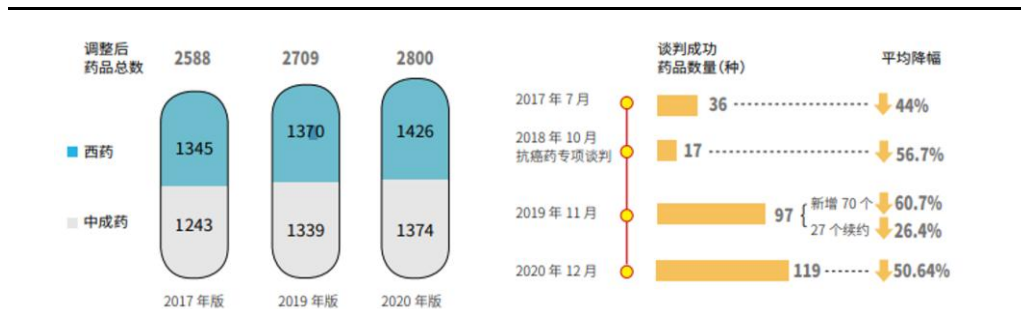 调整后
药品总数
2588
2709
2800
西药
1345
1370
1426
中成药
1243
1339
1374
2017 年版
2019 年版
2020 年版
谈判成功
药品数量(种)
平均降幅
2017 年 7 月
36
44%
2018 年 10 月
抗癌药专项谈判
17
56.7%
2019 年 11 月
97
新增 70 个
60.7%
27 个续约
26.4%
2020 年 12 月
119
50.64%